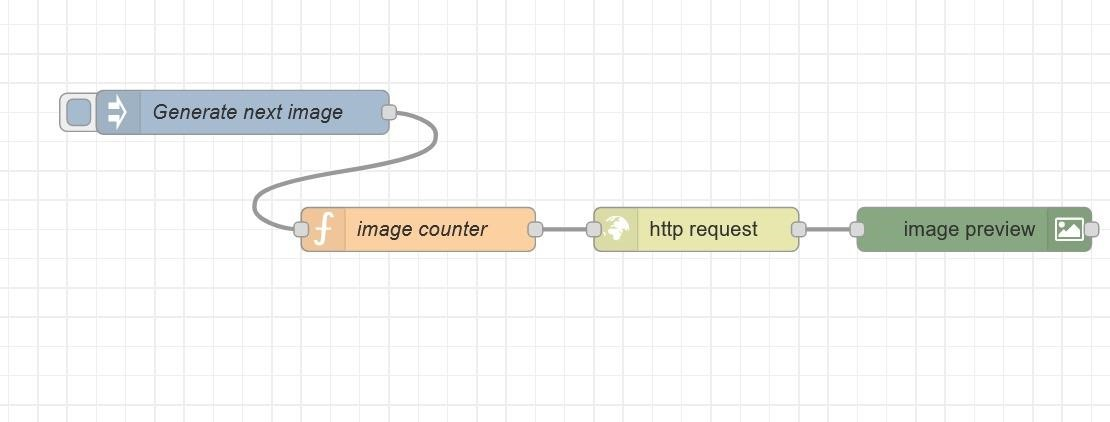 Generate next image
image counter
http request
image preview